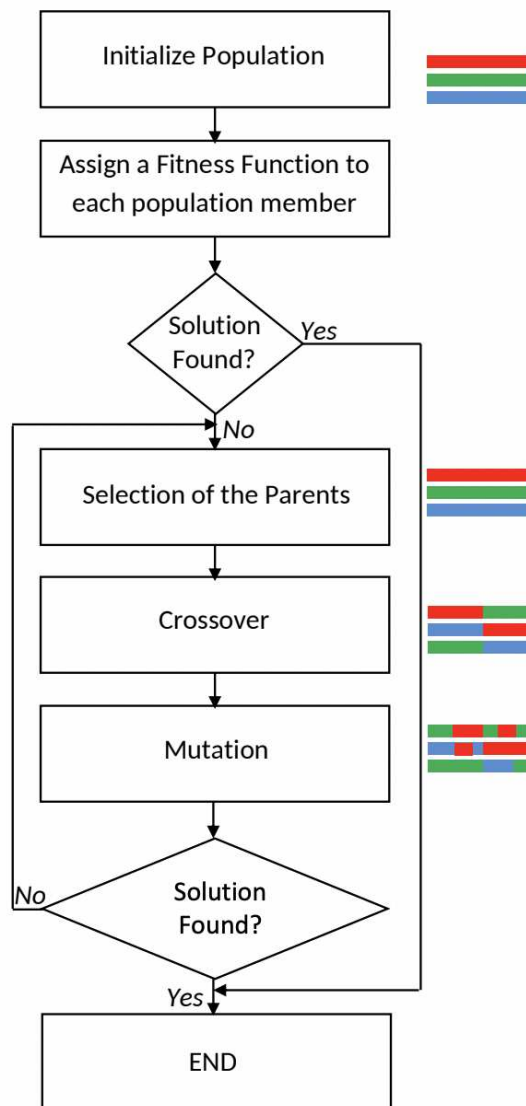 Initialize Population
Assign a Fitness Function to
each population member
Solution
Found?
Yes
No
Selection of the Parents
Crossover
Mutation
Solution
Found?
No
Yes
END